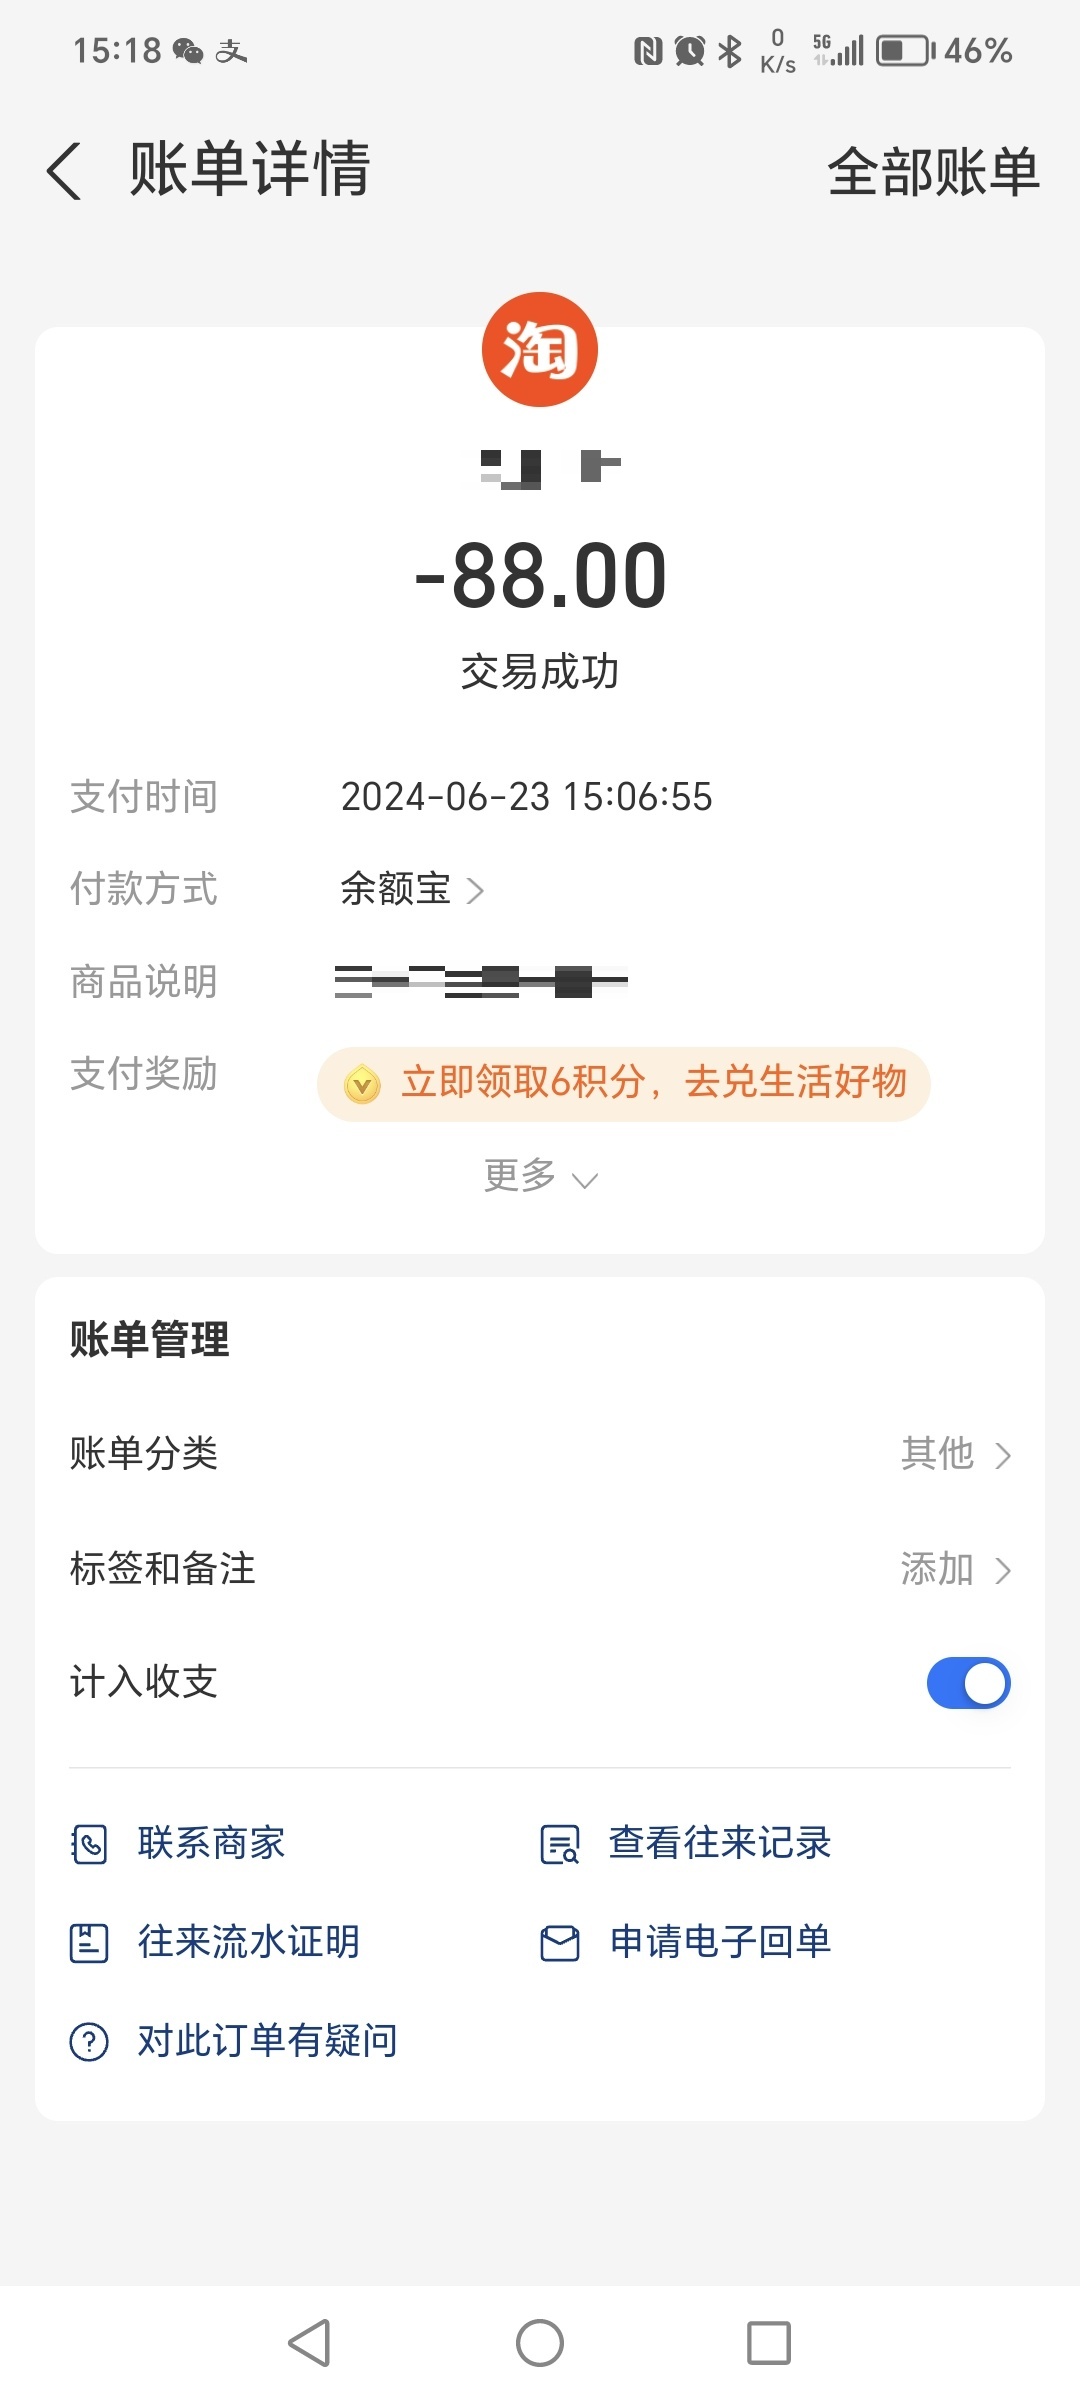 15:18 支 0 K/s 5G 46%
账单详情 全部账单
淘
-88.00
交易成功
支付时间 2024-06-23 15:06:55
付款方式 余额宝
商品说明
支付奖励 立即领取6积分，去兑生活好物
更多
账单管理
账单分类 其他
标签和备注 添加
计入收支
联系商家 查看往来记录
往来流水证明 申请电子回单
对此订单有疑问